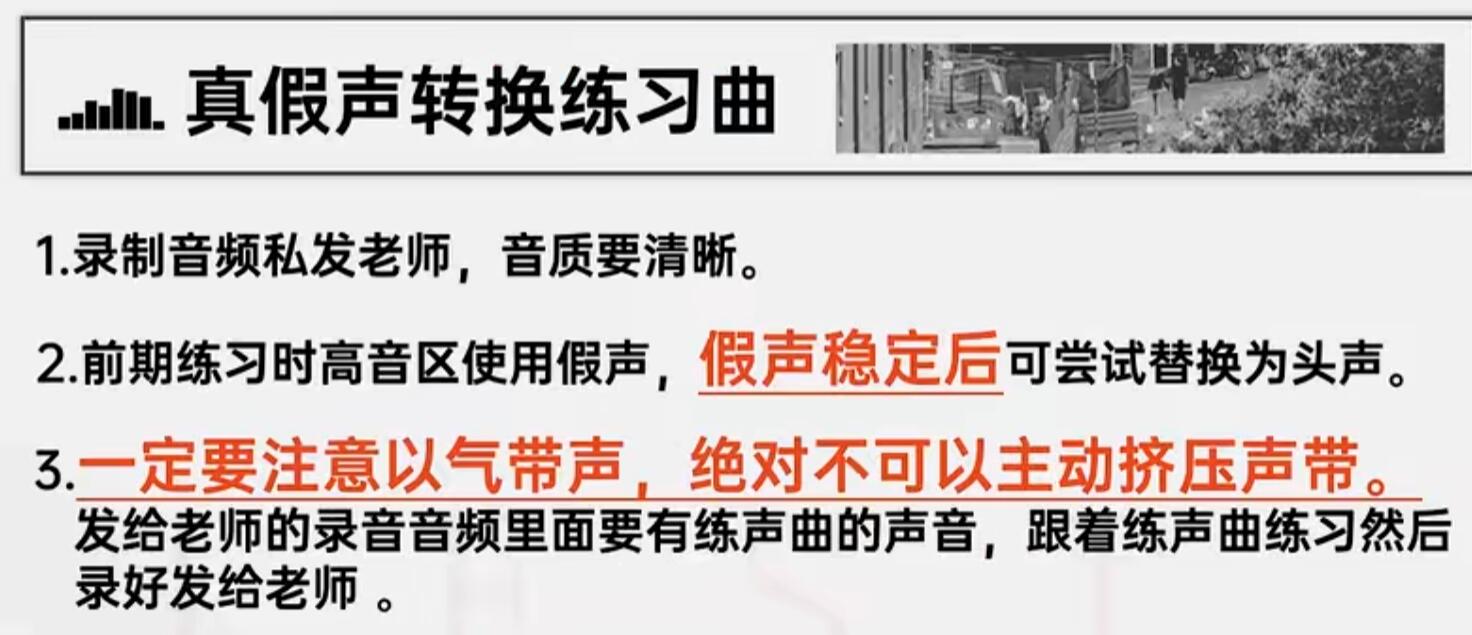 真假声转换练习曲
1.录制音频私发老师，音质要清晰。
2.前期练习时高音区使用假声，假声稳定后可尝试替换为头声。
3.一定要注意以气带声，绝对不可以主动挤压声带。
发给老师的录音音频里面要有练声曲的声音，跟着练声曲练习然后
录好发给老师 。